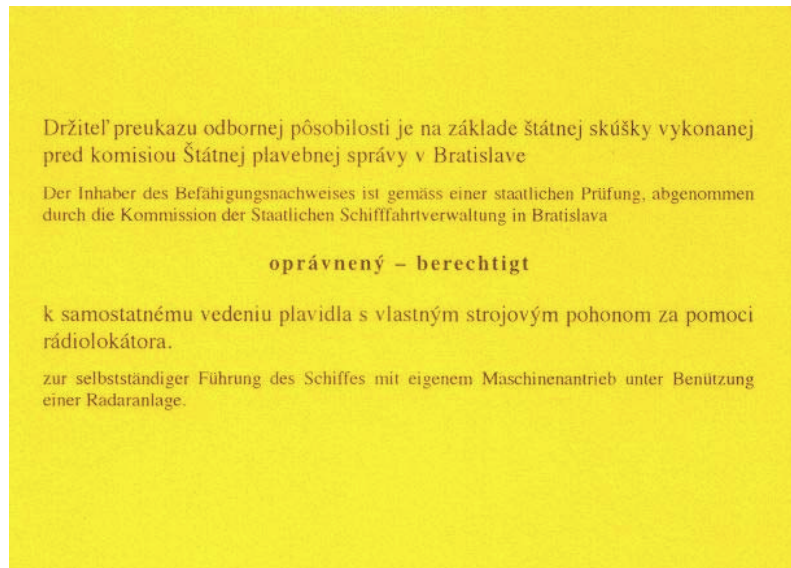 Držiteľ preukazu odbornej pôsobilosti je na základe štátnej skúšky vykonanej
pred komisiou Štátnej plavebnej správy v Bratislave
Der Inhaber des Befähigungsnachweises ist gemäss einer staatlichen Prüfung, abgenommen
durch die Kommission der Staatlichen Schifffahrtverwaltung in Bratislava
oprávnený – berechtigt
k samostatnému vedeniu plavidla s vlastným strojovým pohonom za pomoci
rádiolokátora.
zur selbstständiger Führung des Schiffes mit eigenem Maschinenantrieb unter Benützung
einer Radaranlage.